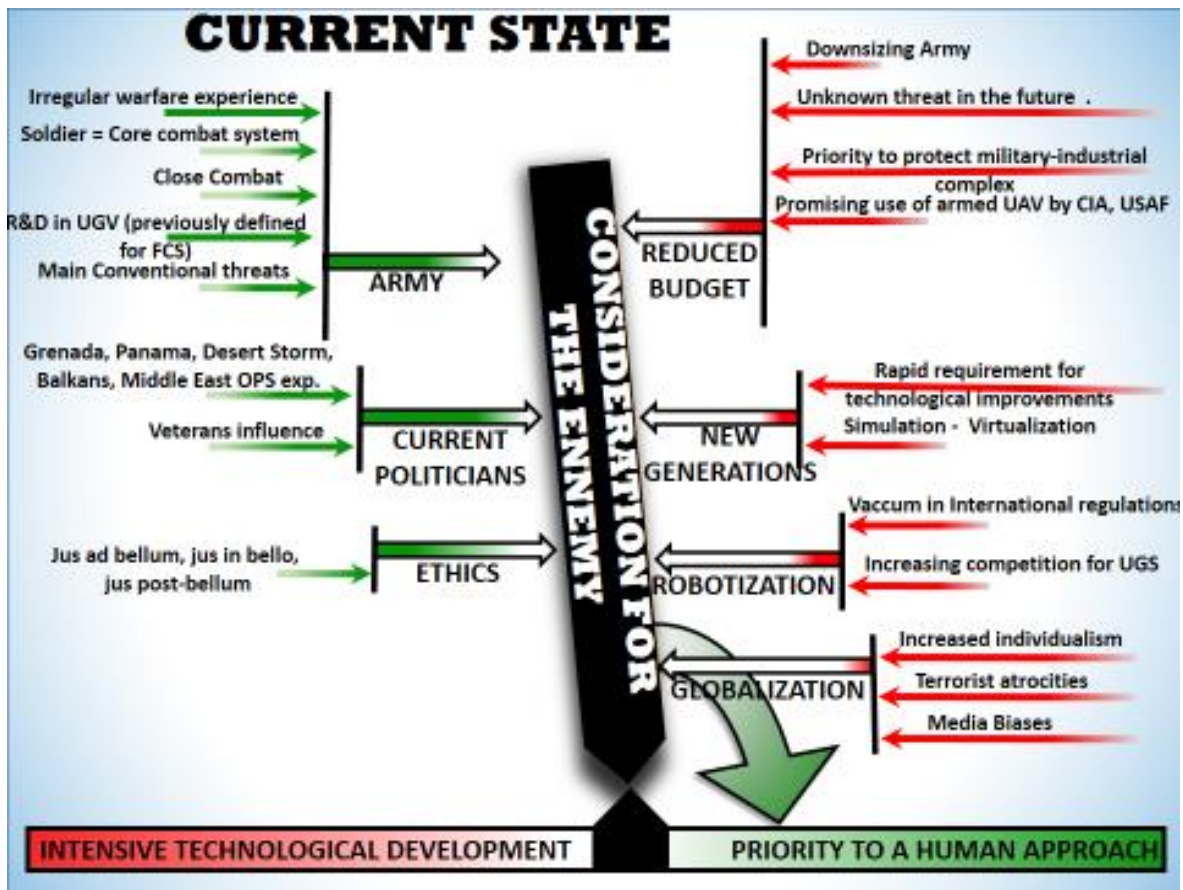 CURRENT STATE
Irregular warfare experience
Soldier = Core combat system
Close Combat
R&D in UGV (previously defined
for FCS)
Main Conventional threats
ARMY
Grenada, Panama, Desert Storm,
Balkans, Middle East OPS exp.
Veterans influence
CURRENT
POLITICIANS
Jus ad bellum, jus in bello,
jus post-bellum
ETHICS
CONSIDERATION FOR
THE ENNEMY
Downsizing Army
Unknown threat in the future .
Priority to protect military-industrial
complex
Promising use of armed UAV by CIA, USAF
REDUCED
BUDGET
Rapid requirement for
technological improvements
Simulation - Virtualization
NEW
GENERATIONS
Vaccum in International regulations
Increasing competition for UGS
ROBOTIZATION
Increased individualism
Terrorist atrocities
Media Biases
GLOBALIZATION
INTENSIVE TECHNOLOGICAL DEVELOPMENT
PRIORITY TO A HUMAN APPROACH